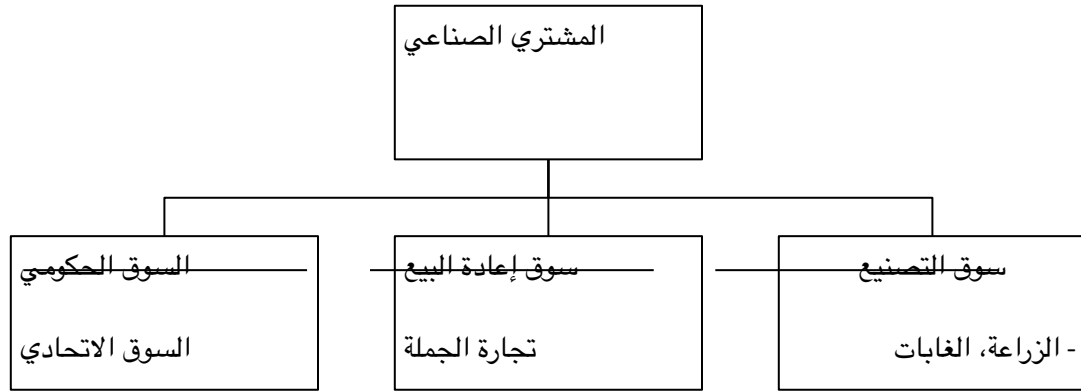 المشتري الصناعي
سوق التصنيع
- الزراعة، الغابات
سوق إعادة البيع
تجارة الجملة
السوق الحكومي
السوق الاتحادي